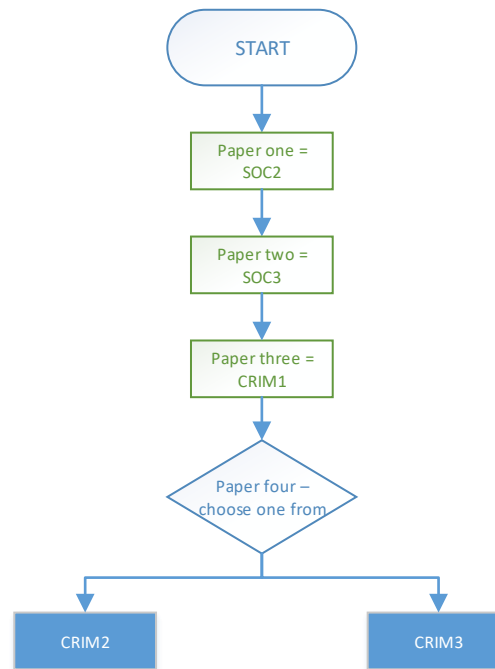 START
Paper one =
SOC2
Paper two =
SOC3
Paper three =
CRIM1
Paper four –
choose one from
CRIM2
CRIM3